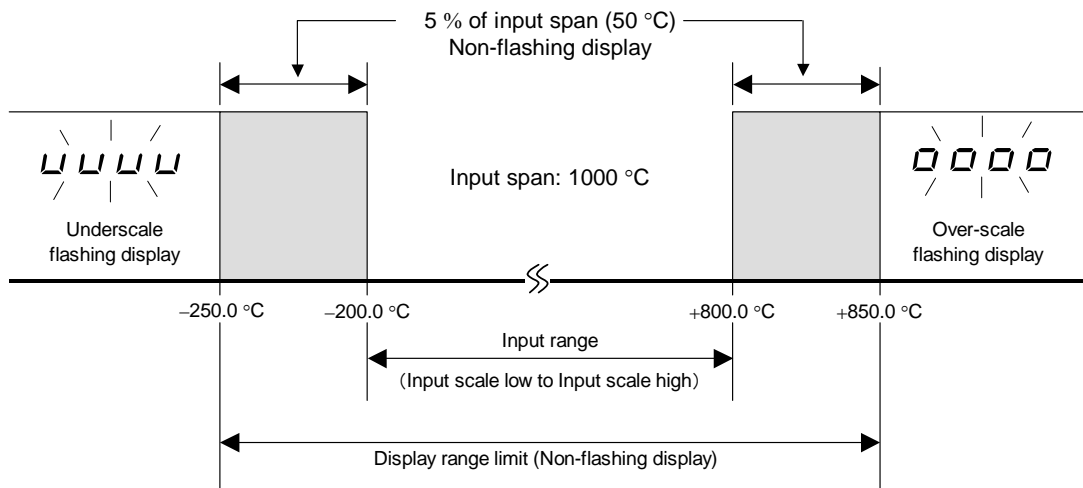 5 % of input span (50 °C)
Non-flashing display
uuuu
Input span: 1000 °C
oooo
Underscale
flashing display
Over-scale
flashing display
−250.0 °C
−200.0 °C
+800.0 °C
+850.0 °C
Input range
(Input scale low to Input scale high)
Display range limit (Non-flashing display)